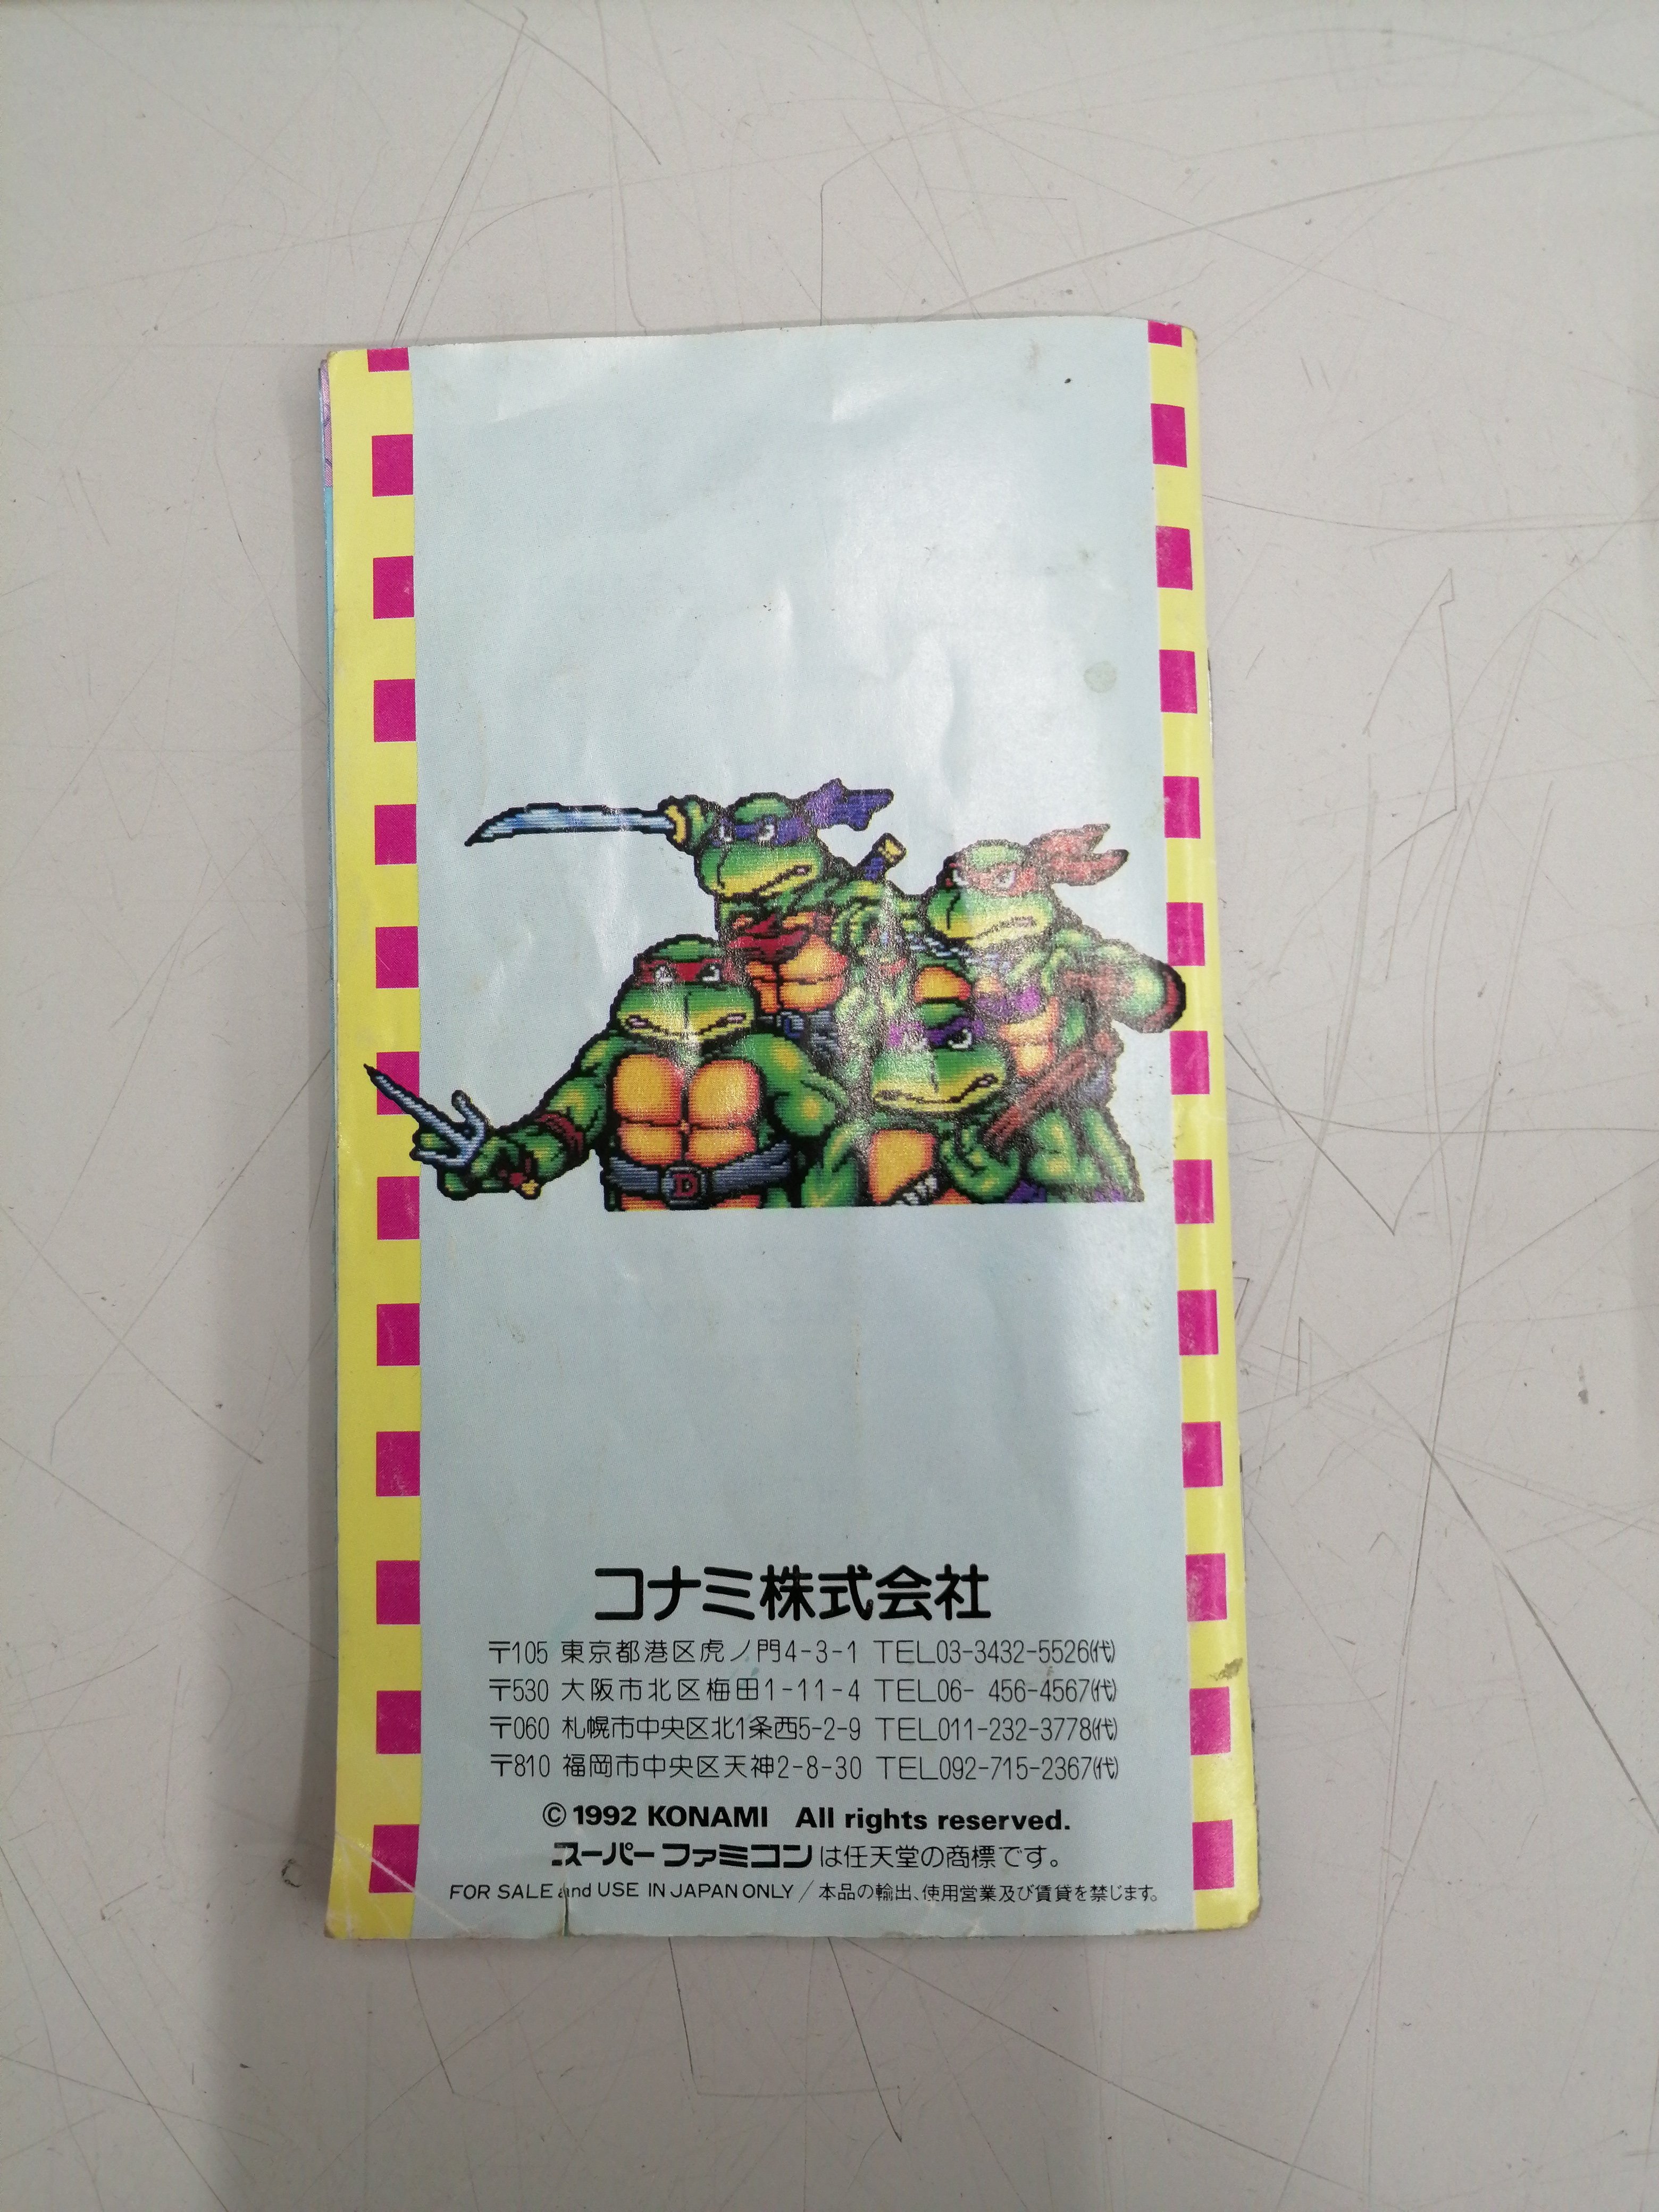 D
コナミ株式会社
〒105 東京都港区虎ノ門4-3-1 TEL03-3432-5526㈹
〒530 大阪市北区梅田1-11-4 TEL06- 456-4567㈹
〒060 札幌市中央区北1条西5-2-9 TEL011-232-3778㈹
〒810 福岡市中央区天神2-8-30 TEL092-715-2367㈹
© 1992 KONAMI All rights reserved.
スーパーファミコンは任天堂の商標です。
FOR SALE and USE IN JAPAN ONLY / 本品の輸出、使用営業及び賃貸を禁じます。